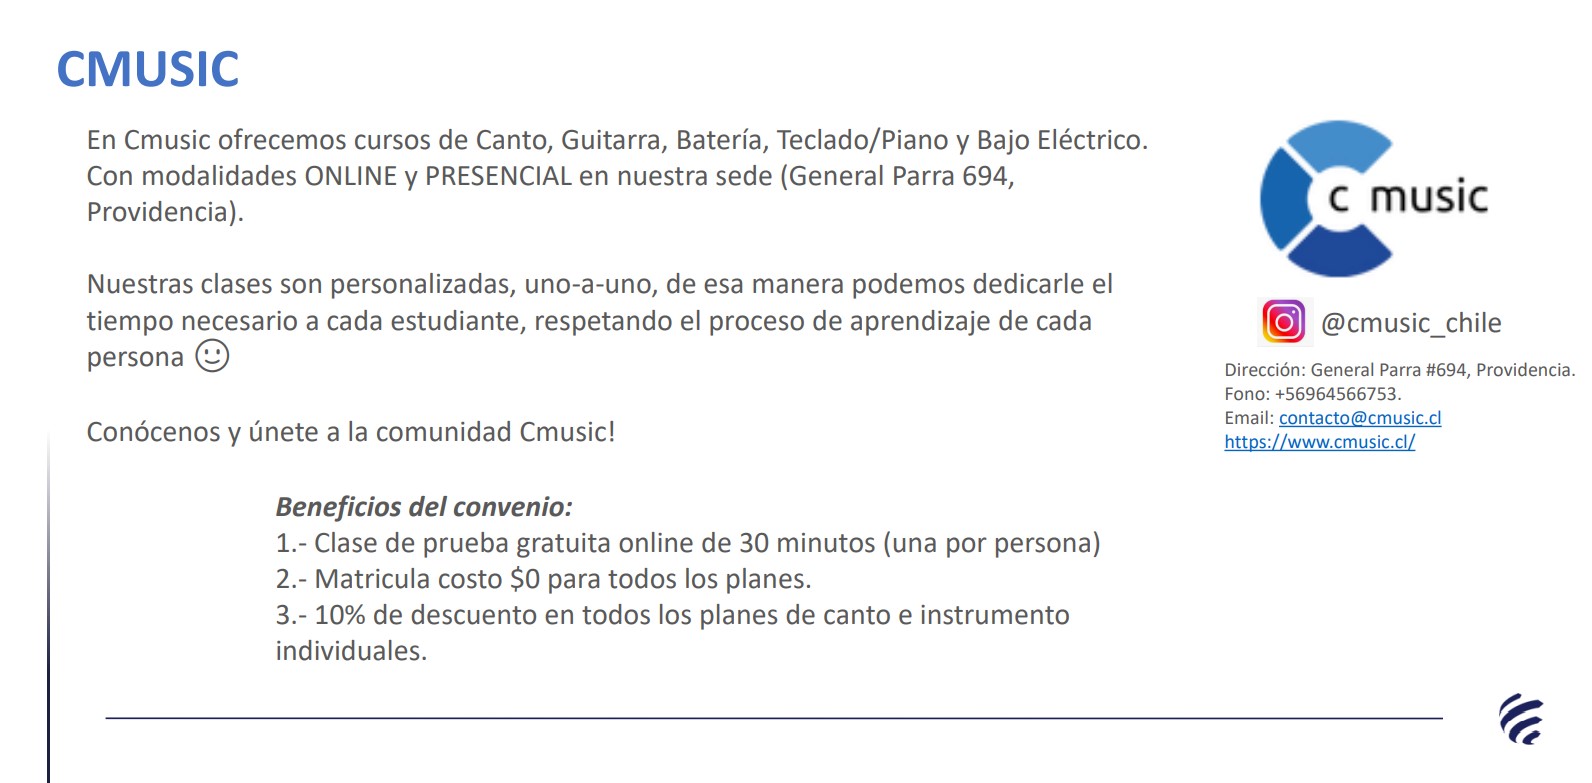 CMUSIC
En Cmusic ofrecemos cursos de Canto, Guitarra, Batería, Teclado/Piano y Bajo Eléctrico.
Con modalidades ONLINE y PRESENCIAL en nuestra sede (General Parra 694,
Providencia).
Nuestras clases son personalizadas, uno-a-uno, de esa manera podemos dedicarle el
tiempo necesario a cada estudiante, respetando el proceso de aprendizaje de cada
persona
Conócenos y únete a la comunidad Cmusic!
Beneficios del convenio:
1.- Clase de prueba gratuita online de 30 minutos (una por persona)
2.- Matricula costo $0 para todos los planes.
3.- 10% de descuento en todos los planes de canto e instrumento
individuales.
c music
@cmusic_chile
Dirección: General Parra #694, Providencia.
Fono: +56964566753.
Email: contacto@cmusic.cl
https://www.cmusic.cl/